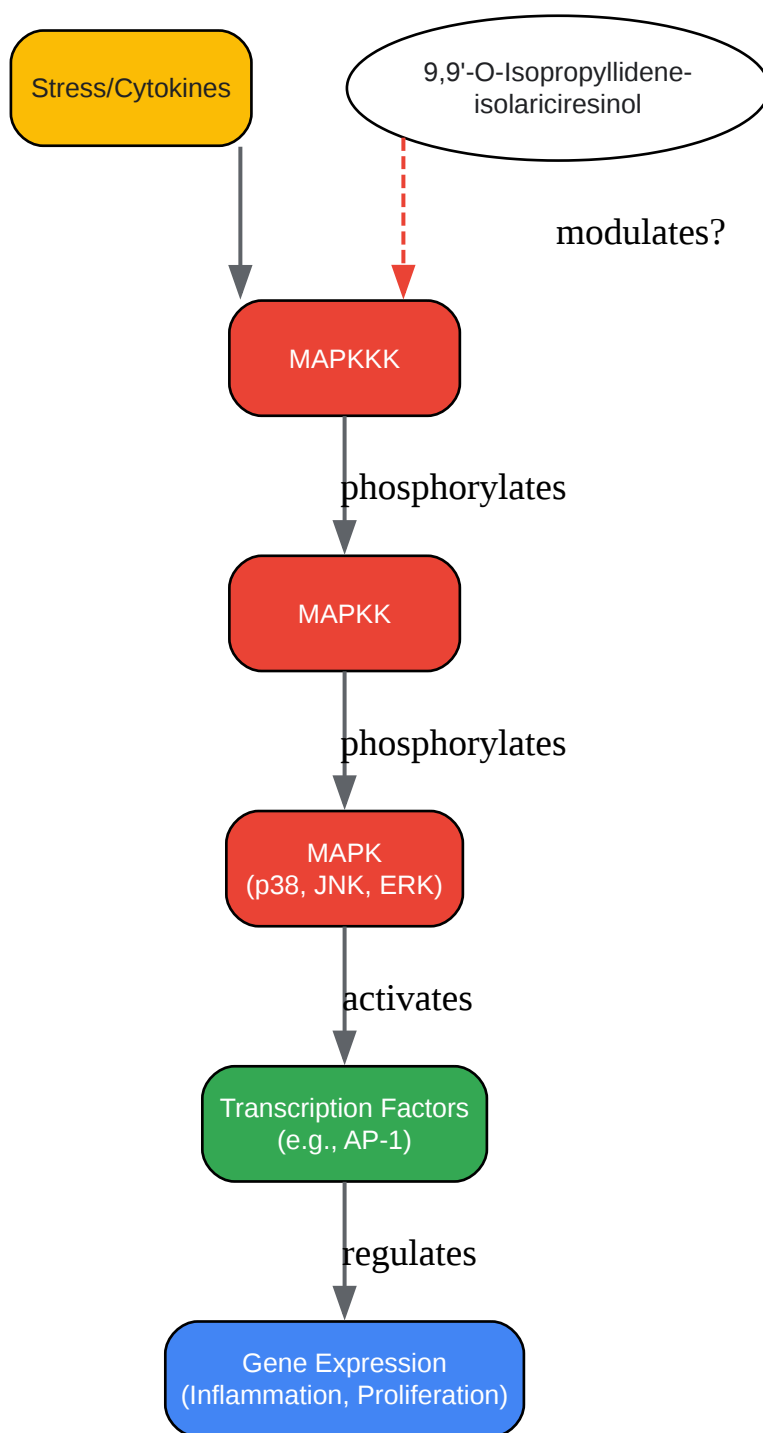 Stress/Cytokines
9,9'-O-Isopropyllidene-
isolariciresinol
modulates?
MAPKKK
phosphorylates
MAPKK
phosphorylates
MAPK
(p38, JNK, ERK)
activates
Transcription Factors
(e.g., AP-1)
regulates
Gene Expression
(Inflammation, Proliferation)